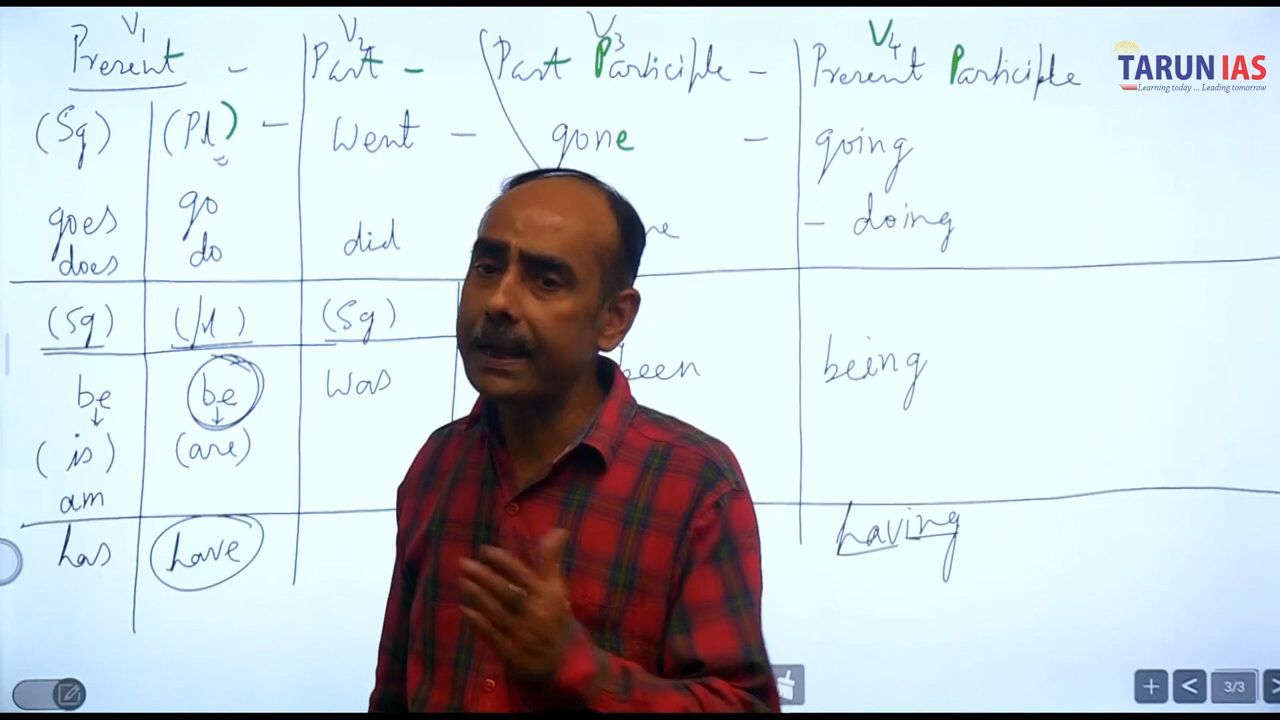 V1 V2 V3 V4
Present - Past - Past Participle - Present Participle
TARUN IAS
Learning today ... Leading tomorrow
(Sg) (Pl) - Went - gone - going
goes go
does do did - doing
(Sg) (Pl) (Sg)
be be was been being
(is) (are)
am
has have having
3/3